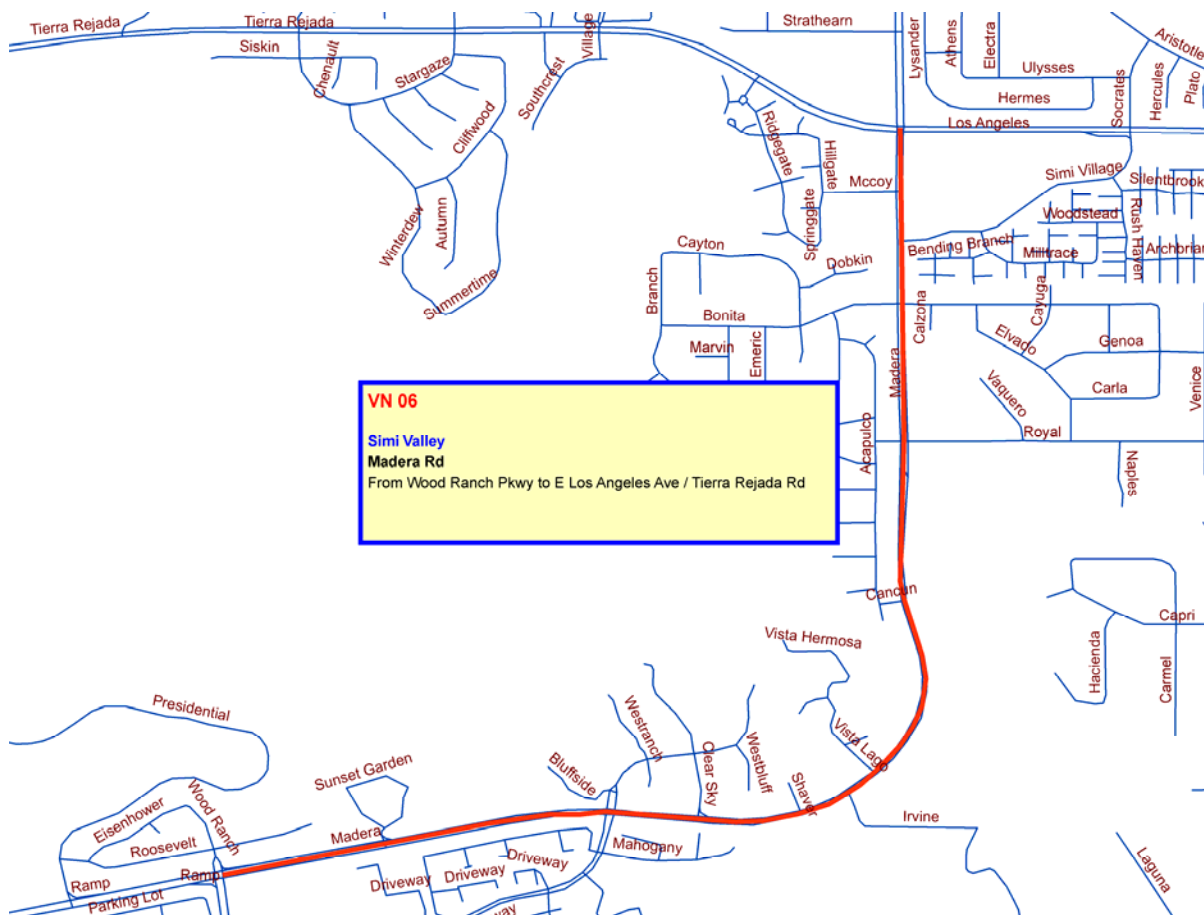 Tierra Rejada
Tierra Rejada
Strathearn
Siskin
Chenault
Stargaze
Southcrest
Village
Cliffwood
Winterdew
Autumn
Summertime
Lysander
Athens
Electra
Ulysses
Hermes
Socrates
Hercules
Aristotle
Plato
Los Angeles
Ridgegate
Hillgate
Mccoy
Springgate
Simi Village
Silentbrook
Woodstead
Rush Haven
Bending Branch
Milltrace
Archbriar
Cayton
Dobkin
Branch
Bonita
Marvin
Emeric
Calzona
Cayuga
Elvado
Genoa
Madera
Vaquero
Carla
Venice
Royal
Acapulco
Naples
VN 06
Simi Valley
Madera Rd
From Wood Ranch Pkwy to E Los Angeles Ave / Tierra Rejada Rd
Cancun
Capri
Hacienda
Carmel
Vista Hermosa
Presidential
Westranch
Clear Sky
Westbluff
Vista Lago
Bluffside
Sunset Garden
Shaver
Irvine
Eisenhower
Wood Ranch
Roosevelt
Madera
Mahogany
Laguna
Ramp
Ramp
Parking Lot
Driveway
Driveway
Driveway
way